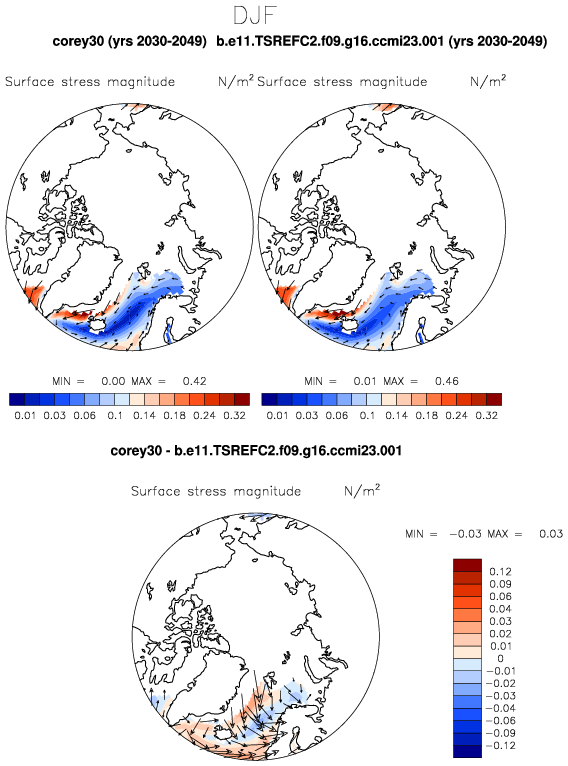 DJF
corey30 (yrs 2030-2049) b.e11.TSREFC2.f09.g16.ccmi23.001 (yrs 2030-2049)
Surface stress magnitude N/m² Surface stress magnitude N/m²
MIN = 0.00 MAX = 0.42 MIN = 0.01 MAX = 0.46
0.01 0.03 0.06 0.1 0.14 0.18 0.24 0.32 0.01 0.03 0.06 0.1 0.14 0.18 0.24 0.32
corey30 - b.e11.TSREFC2.f09.g16.ccmi23.001
Surface stress magnitude N/m²
MIN = −0.03 MAX = 0.03
0.12
0.09
0.06
0.04
0.03
0.02
0.01
0
−0.01
−0.02
−0.03
−0.04
−0.06
−0.09
−0.12